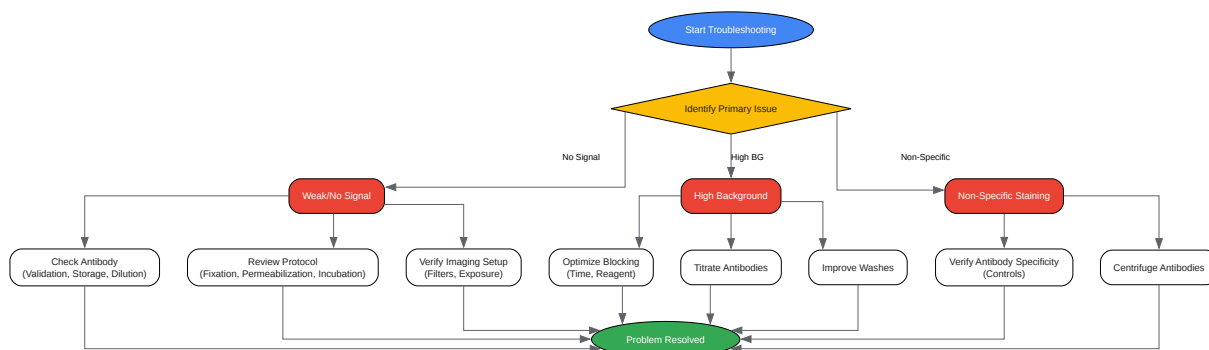 Start Troubleshooting
Identify Primary Issue
No Signal
High BG
Non-Specific
Weak/No Signal
High Background
Non-Specific Staining
Check Antibody
(Validation, Storage, Dilution)
Review Protocol
(Fixation, Permeabilization, Incubation)
Verify Imaging Setup
(Filters, Exposure)
Optimize Blocking
(Time, Reagent)
Titrate Antibodies
Improve Washes
Verify Antibody Specificity
(Controls)
Centrifuge Antibodies
Problem Resolved